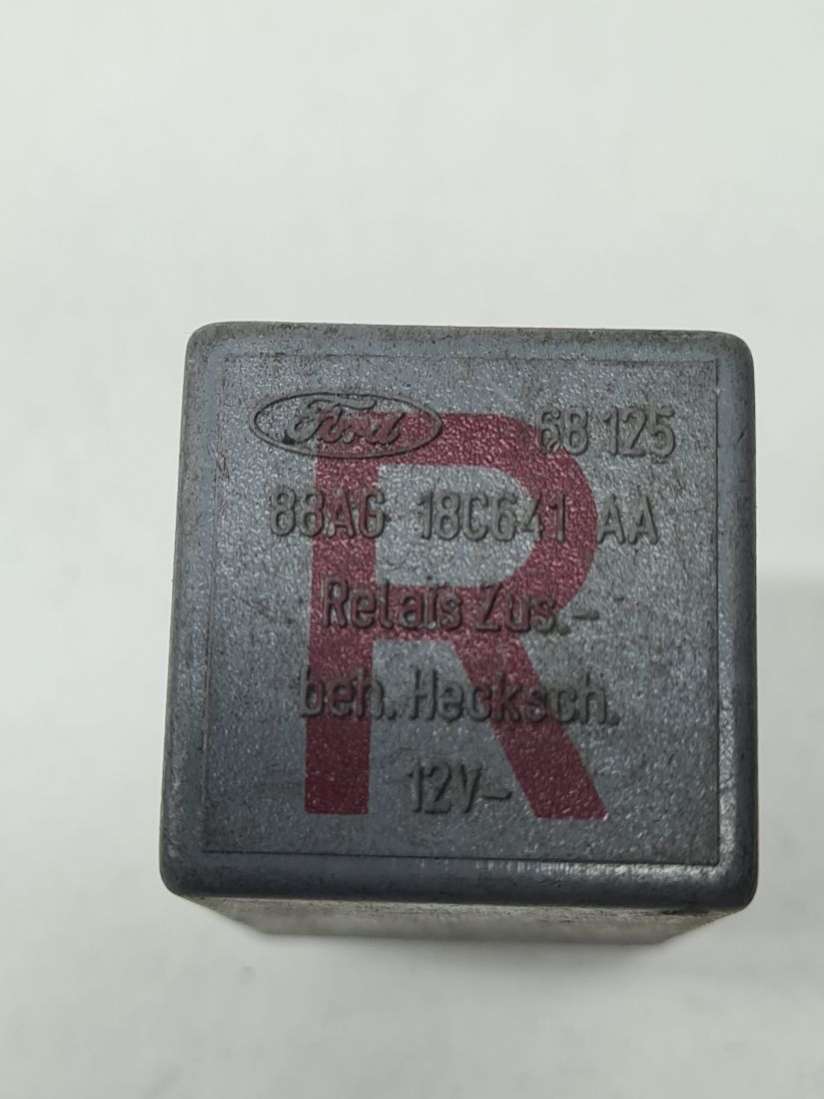 Ford 68 125
88AG 18C641 AA
Relais Zus.-
beh. Hecksch.
12V-
R